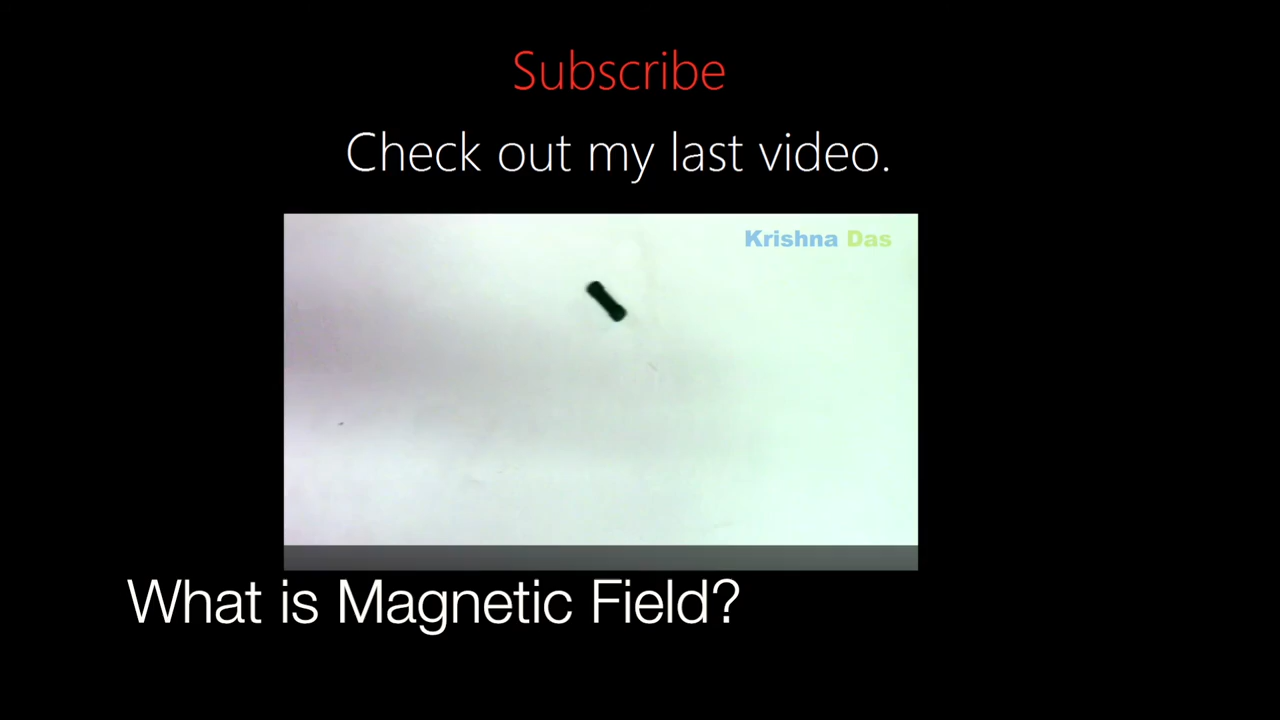 Subscribe
Check out my last video.
Krishna Das
What is Magnetic Field?